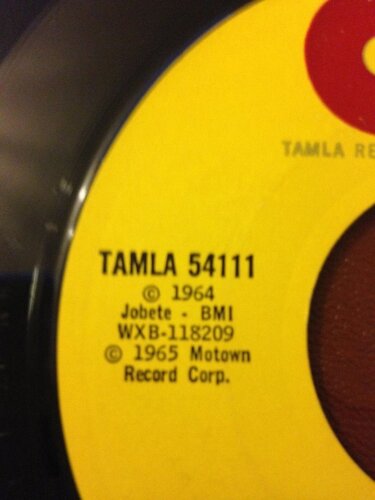 TAMLA RE
TAMLA 54111
© 1964
Jobete - BMI
WXB-118209
© 1965 Motown
Record Corp.